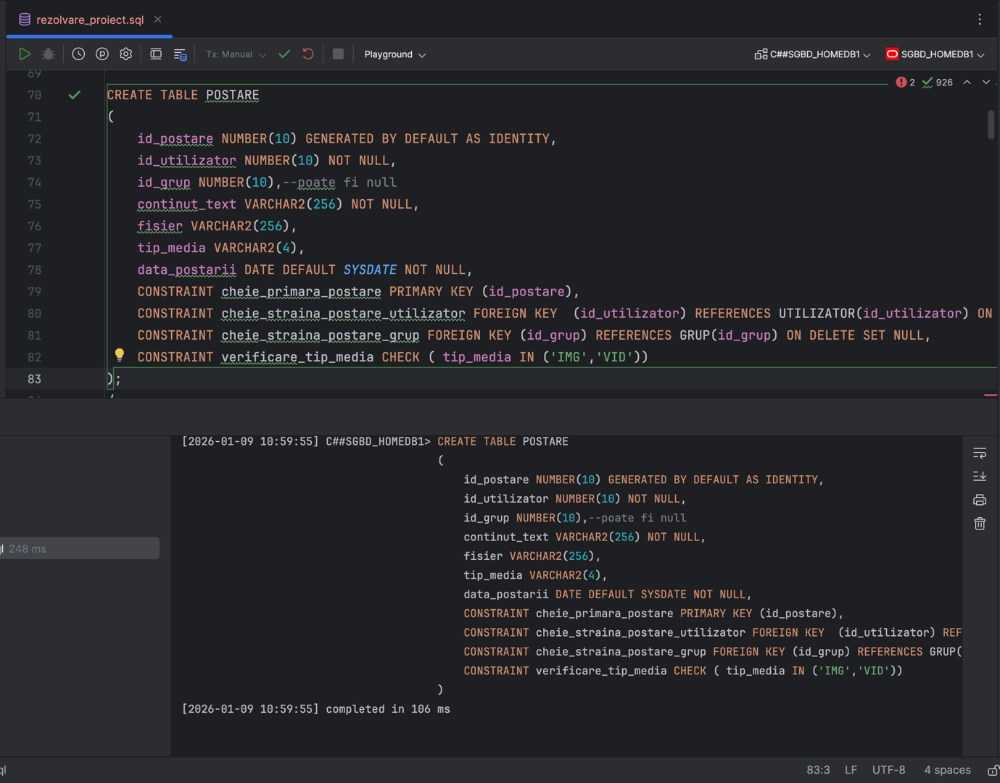 rezolvare_proiect.sql
Tx: Manual Playground C##SGBD_HOMEDB1 SGBD_HOMEDB1
69 2 926
70 CREATE TABLE POSTARE
71 (
72 id_postare NUMBER(10) GENERATED BY DEFAULT AS IDENTITY,
73 id_utilizator NUMBER(10) NOT NULL,
74 id_grup NUMBER(10),--poate fi null
75 continut_text VARCHAR2(256) NOT NULL,
76 fisier VARCHAR2(256),
77 tip_media VARCHAR2(4),
78 data_postarii DATE DEFAULT SYSDATE NOT NULL,
79 CONSTRAINT cheie_primara_postare PRIMARY KEY (id_postare),
80 CONSTRAINT cheie_straina_postare_utilizator FOREIGN KEY  (id_utilizator) REFERENCES UTILIZATOR(id_utilizator) ON
81 CONSTRAINT cheie_straina_postare_grup FOREIGN KEY (id_grup) REFERENCES GRUP(id_grup) ON DELETE SET NULL,
82 CONSTRAINT verificare_tip_media CHECK ( tip_media IN ('IMG','VID'))
83 );
[2026-01-09 10:59:55] C##SGBD_HOMEDB1> CREATE TABLE POSTARE
(
id_postare NUMBER(10) GENERATED BY DEFAULT AS IDENTITY,
id_utilizator NUMBER(10) NOT NULL,
id_grup NUMBER(10),--poate fi null
continut_text VARCHAR2(256) NOT NULL,
248 ms
fisier VARCHAR2(256),
tip_media VARCHAR2(4),
data_postarii DATE DEFAULT SYSDATE NOT NULL,
CONSTRAINT cheie_primara_postare PRIMARY KEY (id_postare),
CONSTRAINT cheie_straina_postare_utilizator FOREIGN KEY  (id_utilizator) REF
CONSTRAINT cheie_straina_postare_grup FOREIGN KEY (id_grup) REFERENCES GRUP(
CONSTRAINT verificare_tip_media CHECK ( tip_media IN ('IMG','VID'))
)
[2026-01-09 10:59:55] completed in 106 ms
83:3 LF UTF-8 4 spaces